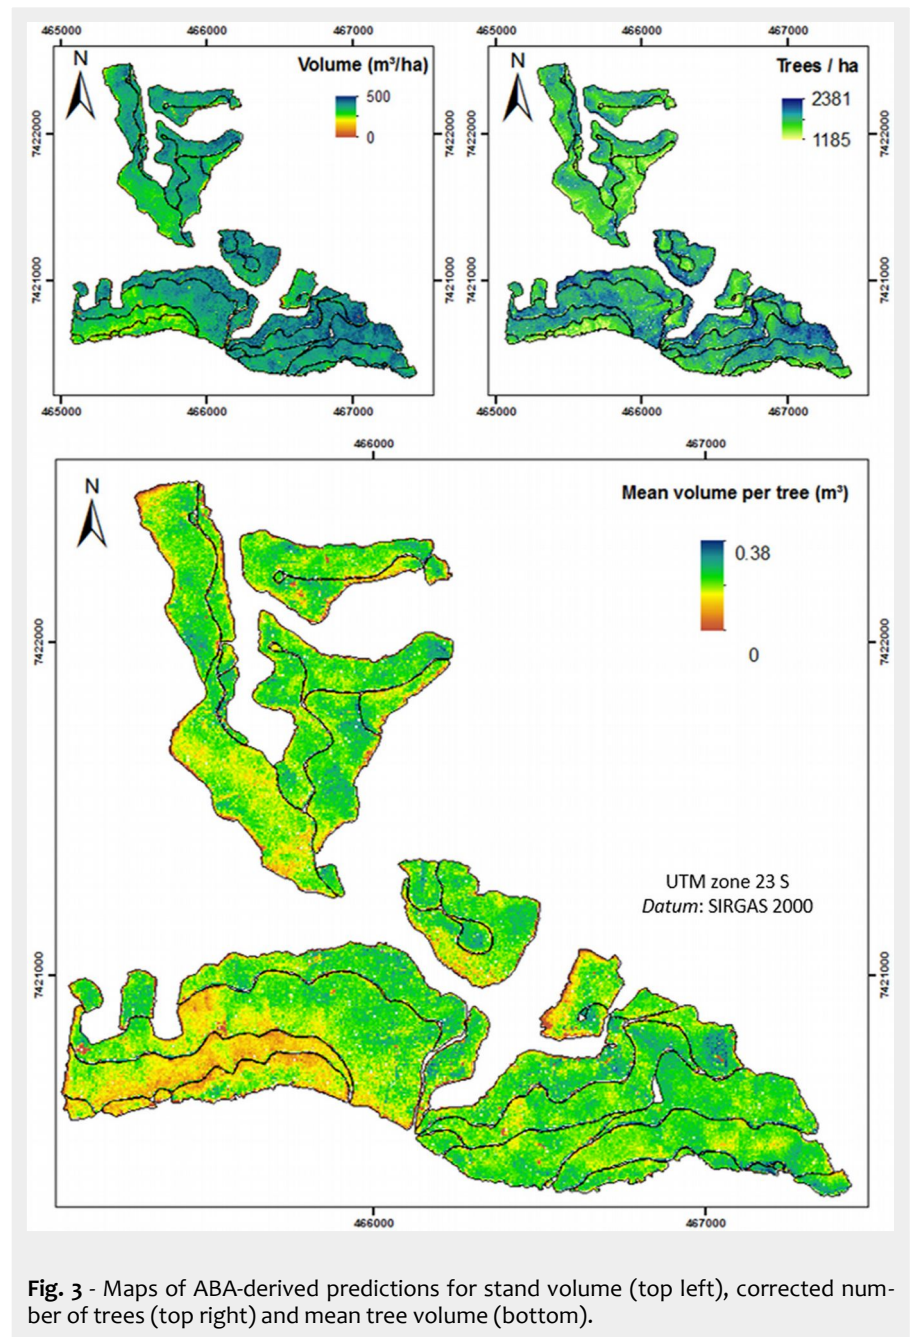 465000 466000 467000
N
Volume (m³/ha)
500
0
7422000
7421000
7422000
7421000
465000 466000 467000
465000 466000 467000
N
Trees / ha
2381
1185
7422000
7421000
465000 466000 467000
466000 467000
N
Mean volume per tree (m³)
0.38
0
7422000
7421000
7422000
7421000
UTM zone 23 S
Datum: SIRGAS 2000
466000 467000
Fig. 3 - Maps of ABA-derived predictions for stand volume (top left), corrected num-
ber of trees (top right) and mean tree volume (bottom).